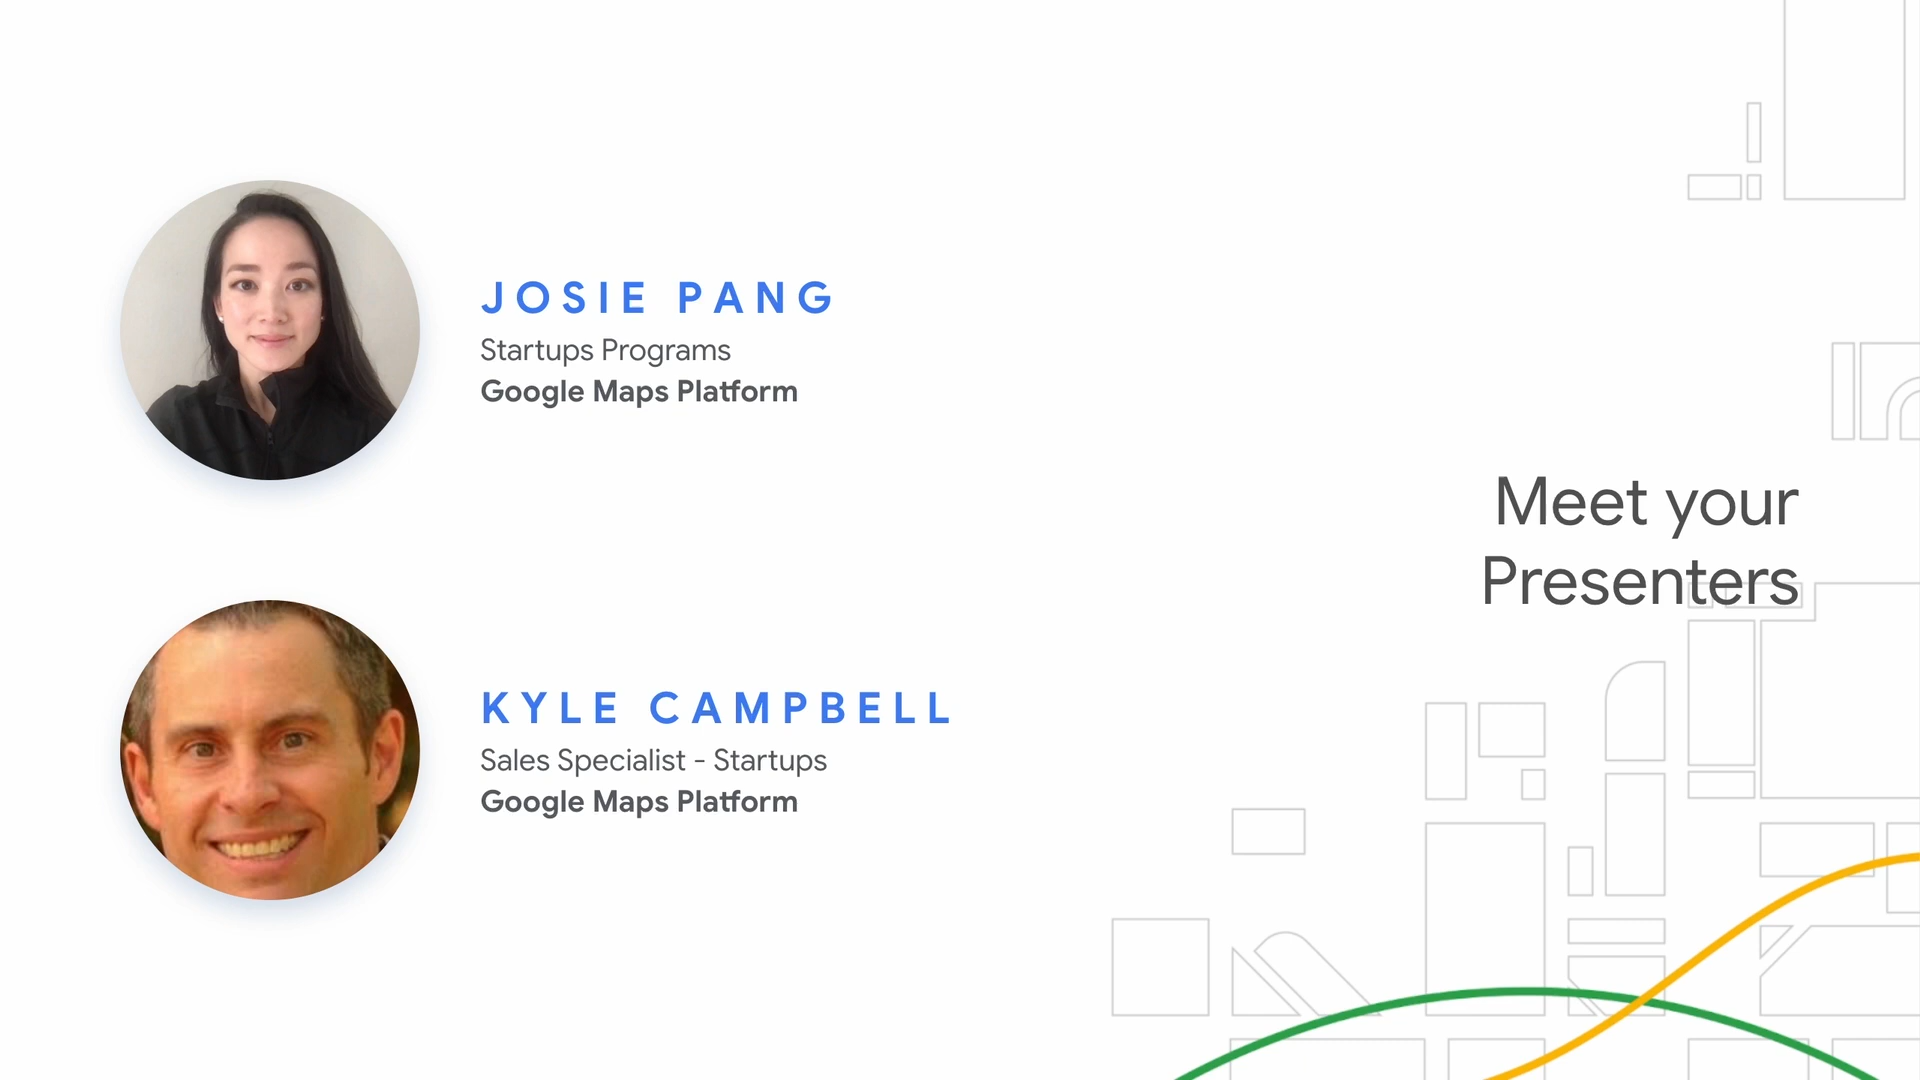 JOSIE PANG
Startups Programs
Google Maps Platform
KYLE CAMPBELL
Sales Specialist - Startups
Google Maps Platform
Meet your
Presenters